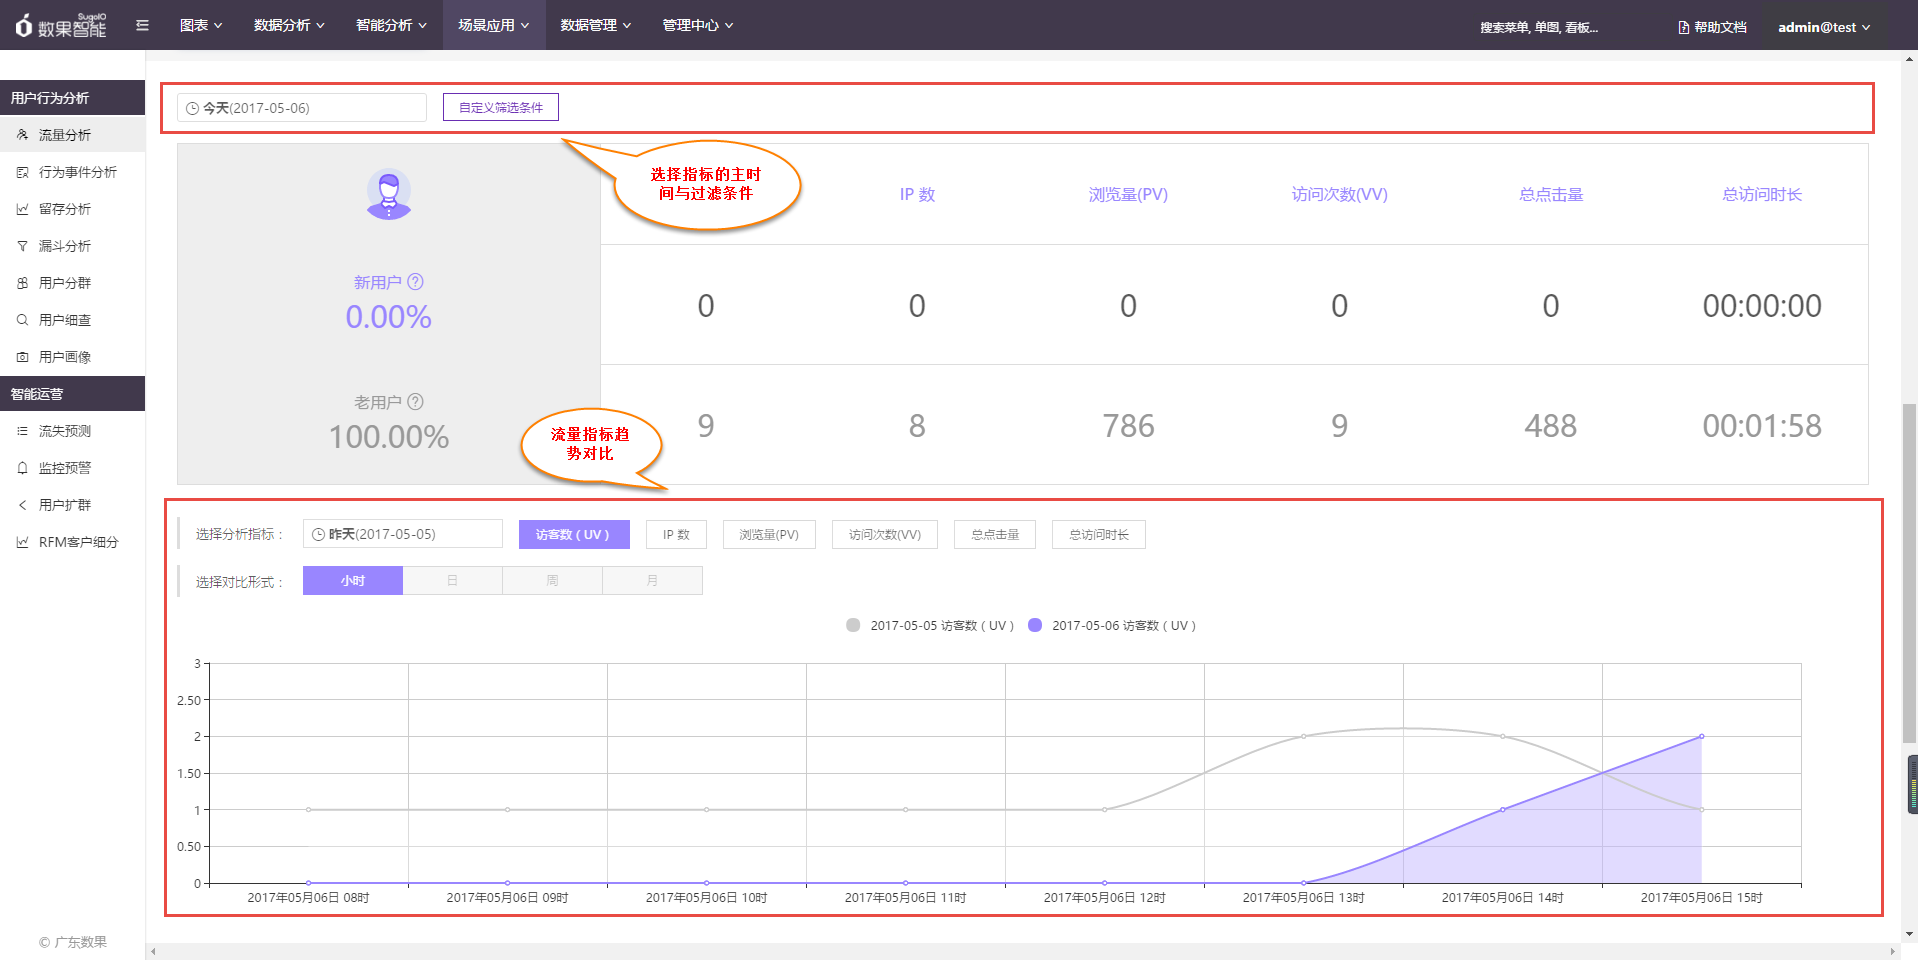 SugoIO
数果智能
图表
数据分析
智能分析
场景应用
数据管理
管理中心
搜索菜单, 单图, 看板...
帮助文档
admin@test
用户行为分析
流量分析
行为事件分析
留存分析
漏斗分析
用户分群
用户细查
用户画像
智能运营
流失预测
监控预警
用户扩群
RFM客户细分
© 广东数果
今天(2017-05-06)
自定义筛选条件
选择指标的主时
间与过滤条件
IP 数
浏览量(PV)
访问次数(VV)
总点击量
总访问时长
新用户
0.00%
0
0
0
0
0
00:00:00
老用户
100.00%
9
8
786
9
488
00:01:58
流量指标趋
势对比
选择分析指标：
昨天(2017-05-05)
访客数（UV）
IP 数
浏览量(PV)
访问次数(VV)
总点击量
总访问时长
选择对比形式：
小时
日
周
月
2017-05-05 访客数（UV）
2017-05-06 访客数（UV）
3
2.50
2
1.50
1
0.50
0
2017年05月06日 08时
2017年05月06日 09时
2017年05月06日 10时
2017年05月06日 11时
2017年05月06日 12时
2017年05月06日 13时
2017年05月06日 14时
2017年05月06日 15时